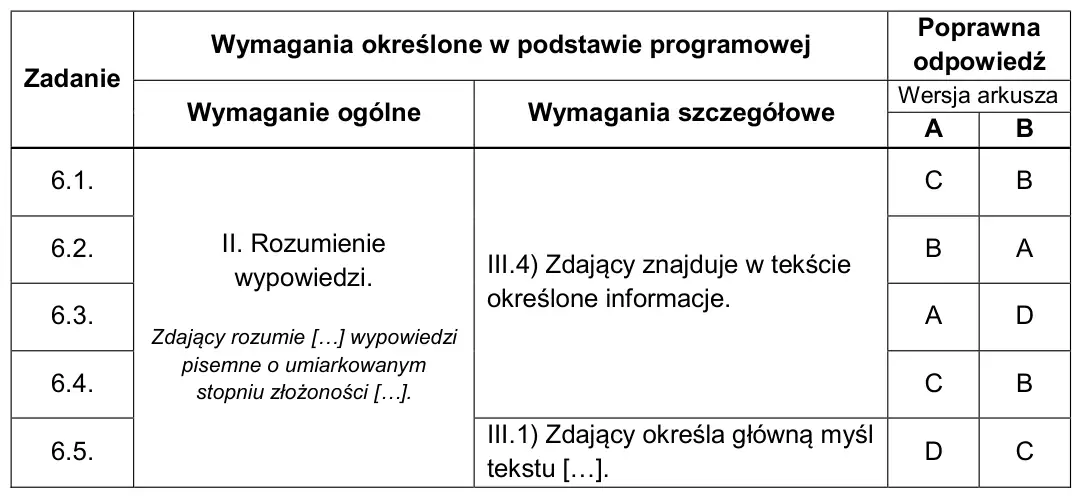 Zadanie
Wymagania określone w podstawie programowej
Poprawna
odpowiedź
Wymaganie ogólne
Wymagania szczegółowe
Wersja arkusza
A B
6.1.
II. Rozumienie
wypowiedzi.
Zdający rozumie […] wypowiedzi
pisemne o umiarkowanym
stopniu złożoności […].
III.4) Zdający znajduje w tekście
określone informacje.
C B
6.2.
B A
6.3.
A D
6.4.
C B
6.5.
III.1) Zdający określa główną myśl
tekstu […].
D C